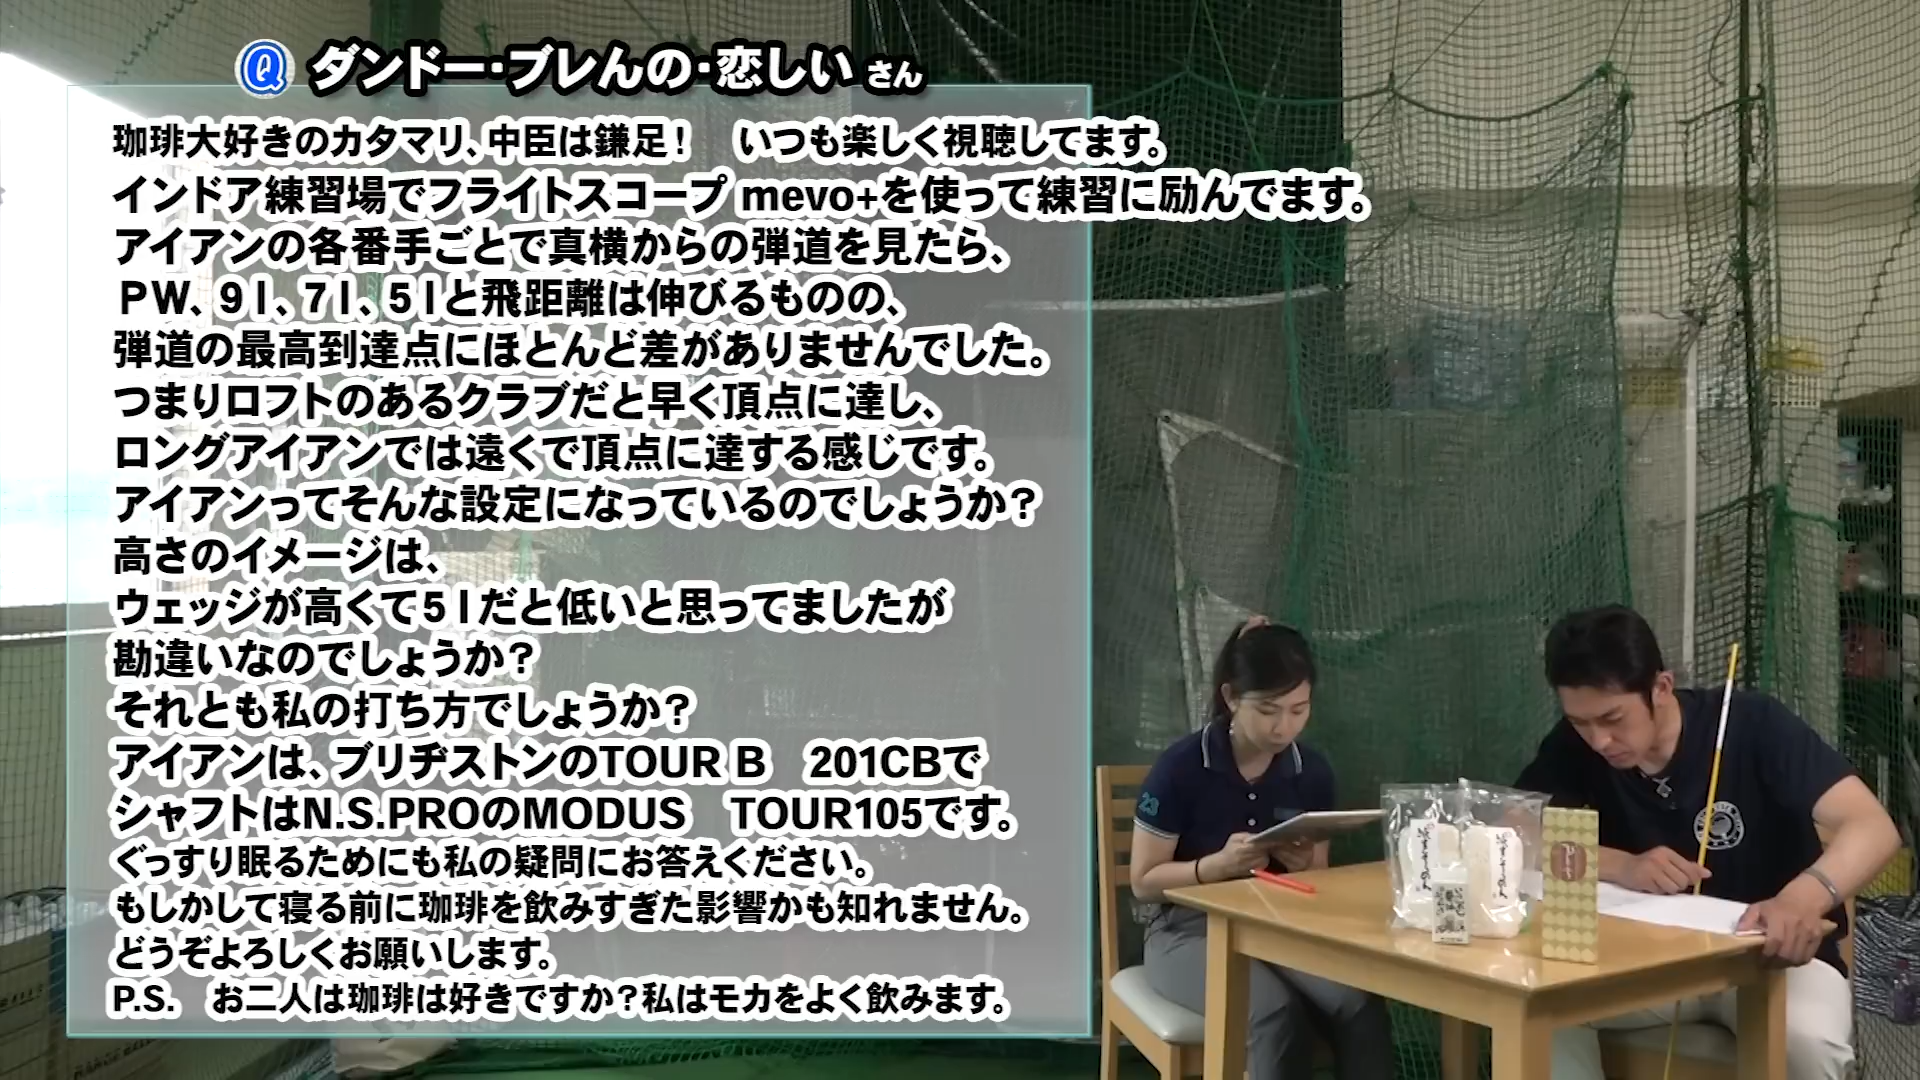 Q ダンドー・ブレんの・恋しい さん
珈琲大好きのカタマリ、中臣は鎌足！　いつも楽しく視聴してます。
インドア練習場でフライトスコープ mevo+を使って練習に励んでます。
アイアンの各番手ごとで真横からの弾道を見たら、
ＰＷ、９Ｉ、７Ｉ、５Ｉと飛距離は伸びるものの、
弾道の最高到達点にほとんど差がありませんでした。
つまりロフトのあるクラブだと早く頂点に達し、
ロングアイアンでは遠くで頂点に達する感じです。
アイアンってそんな設定になっているのでしょうか？
高さのイメージは、
ウェッジが高くて５Ｉだと低いと思ってましたが
勘違いなのでしょうか？
それとも私の打ち方でしょうか？
アイアンは、ブリヂストンのTOUR B　201CBで
シャフトはN.S.PROのMODUS　TOUR105です。
ぐっすり眠るためにも私の疑問にお答えください。
もしかして寝る前に珈琲を飲みすぎた影響かも知れません。
どうぞよろしくお願いします。
P.S.　お二人は珈琲は好きですか？私はモカをよく飲みます。
23